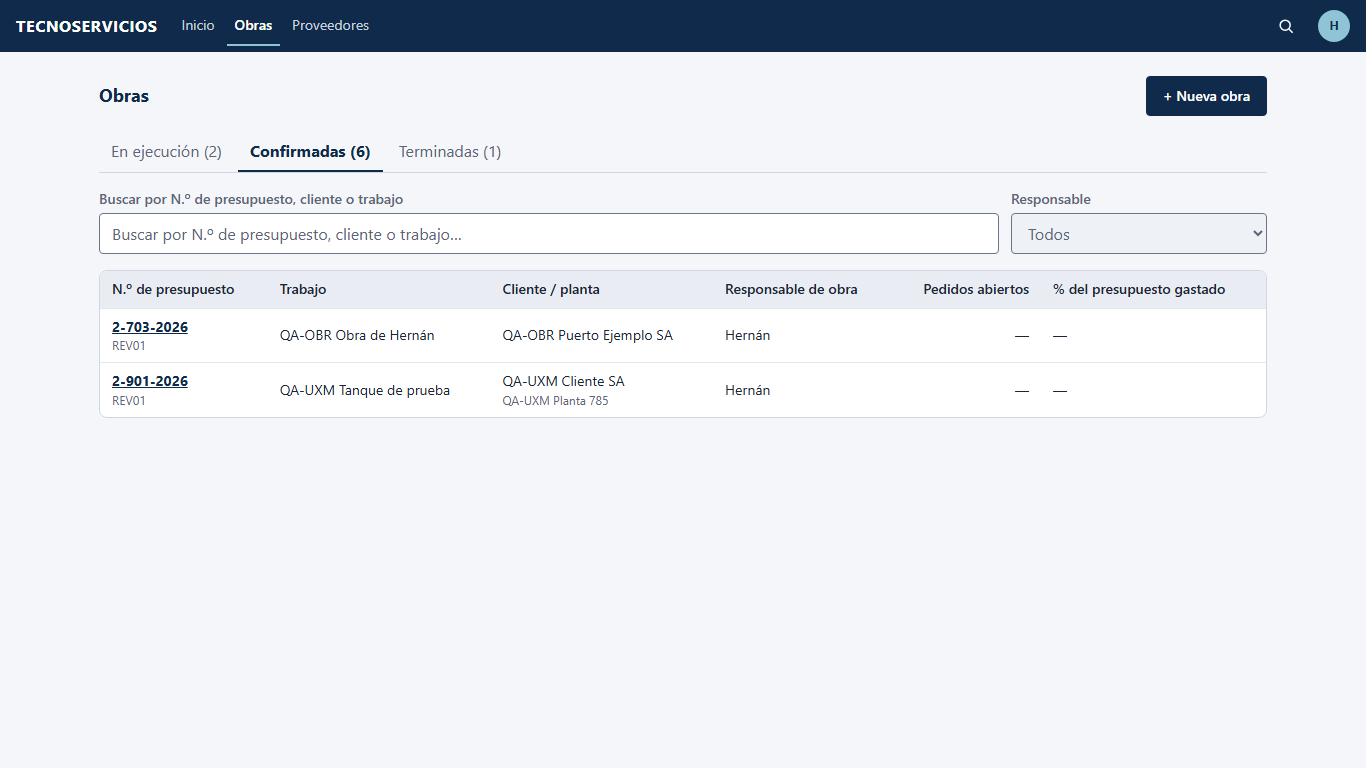 TECNOSERVICIOS Inicio Obras Proveedores H
Obras
+ Nueva obra
En ejecución (2) Confirmadas (6) Terminadas (1)
Buscar por N.º de presupuesto, cliente o trabajo Responsable
Buscar por N.º de presupuesto, cliente o trabajo... Todos
N.º de presupuesto Trabajo Cliente / planta Responsable de obra Pedidos abiertos % del presupuesto gastado
2-703-2026 QA-OBR Obra de Hernán QA-OBR Puerto Ejemplo SA Hernán — —
REV01
2-901-2026 QA-UXM Tanque de prueba QA-UXM Cliente SA Hernán — —
REV01 QA-UXM Planta 785